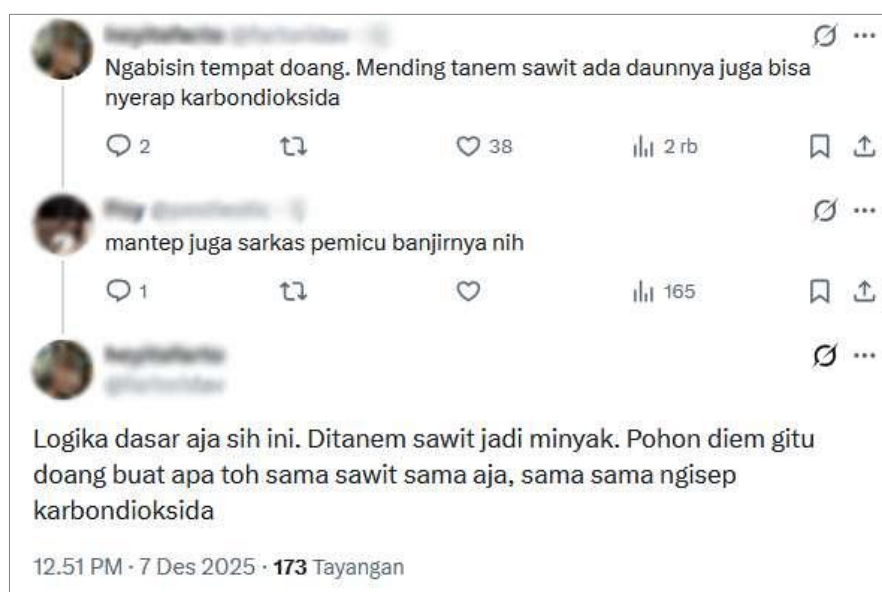 Ngabisin tempat doang. Mending tanem sawit ada daunnya juga bisa
nyerap karbondioksida
2 38 2 rb
mantep juga sarkas pemicu banjirnya nih
1 165
Logika dasar aja sih ini. Ditanem sawit jadi minyak. Pohon diem gitu
doang buat apa toh sama sawit sama aja, sama sama ngisep
karbondioksida
12.51 PM · 7 Des 2025 · 173 Tayangan